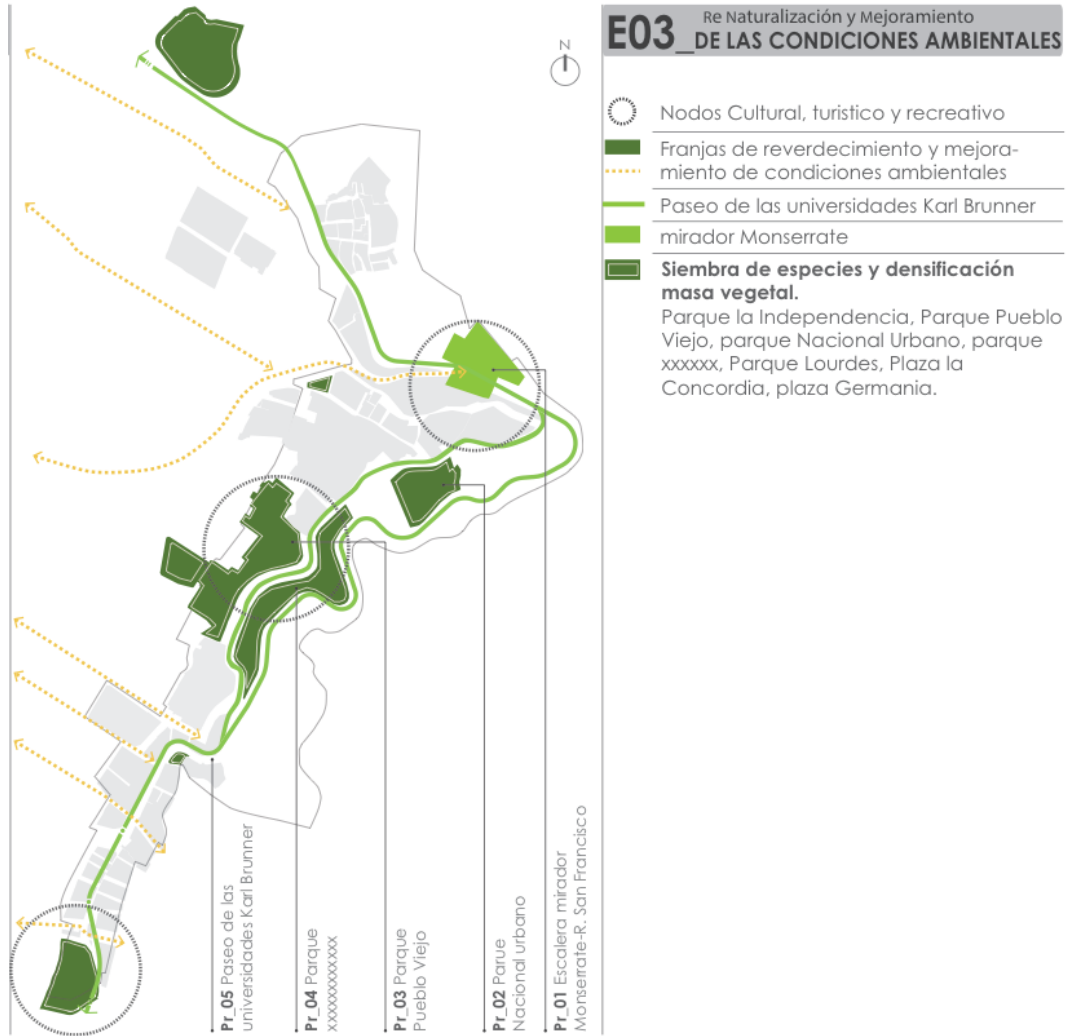 E03_ Re Naturalización y Mejoramiento
DE LAS CONDICIONES AMBIENTALES
N
Nodos Cultural, turistico y recreativo
Franjas de reverdecimiento y mejora-
miento de condiciones ambientales
Paseo de las universidades Karl Brunner
mirador Monserrate
Siembra de especies y densificación
masa vegetal.
Parque la Independencia, Parque Pueblo
Viejo, parque Nacional Urbano, parque
xxxxxx, Parque Lourdes, Plaza la
Concordia, plaza Germania.
Pr_05 Paseo de las
universidades Karl Brunner
Pr_04 Parque
xxxxxxxxxxxx
Pr_03 Parque
Pueblo Viejo
Pr_02 Parue
Nacional urbano
Pr_01 Escalera mirador
Monserrate-R. San Francisco